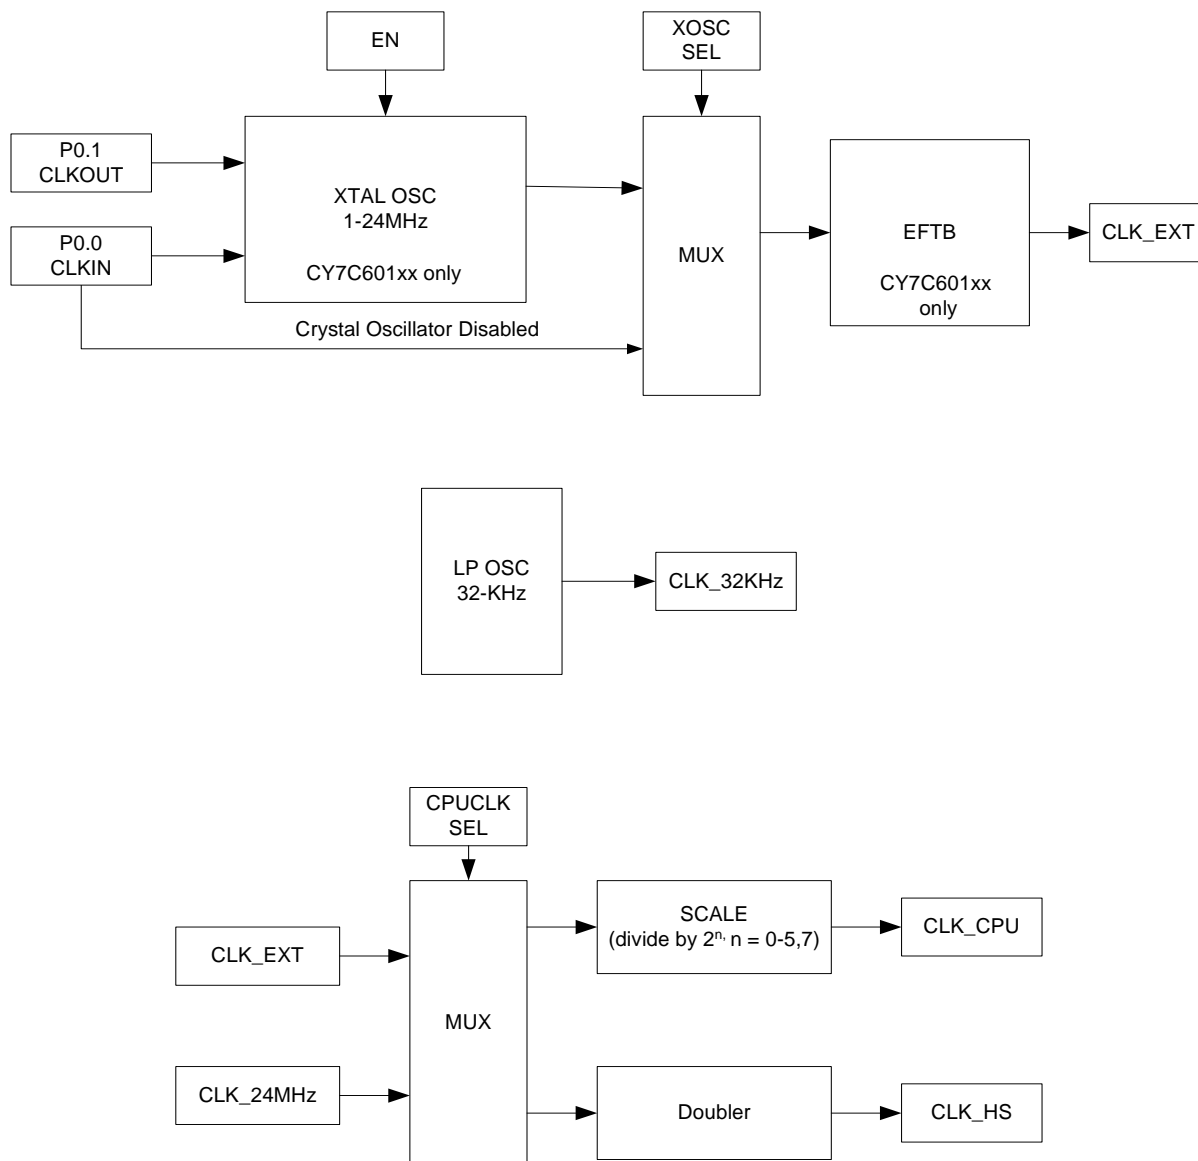 EN
XOSC
SEL
P0.1
CLKOUT
XTAL OSC
1-24MHz
CY7C601xx only
P0.0
CLKIN
MUX
EFTB
CY7C601xx
only
CLK_EXT
Crystal Oscillator Disabled
LP OSC
32-KHz
CLK_32KHz
CPUCLK
SEL
SCALE
(divide by 2ⁿ, n = 0-5,7)
CLK_CPU
CLK_EXT
MUX
CLK_24MHz
Doubler
CLK_HS